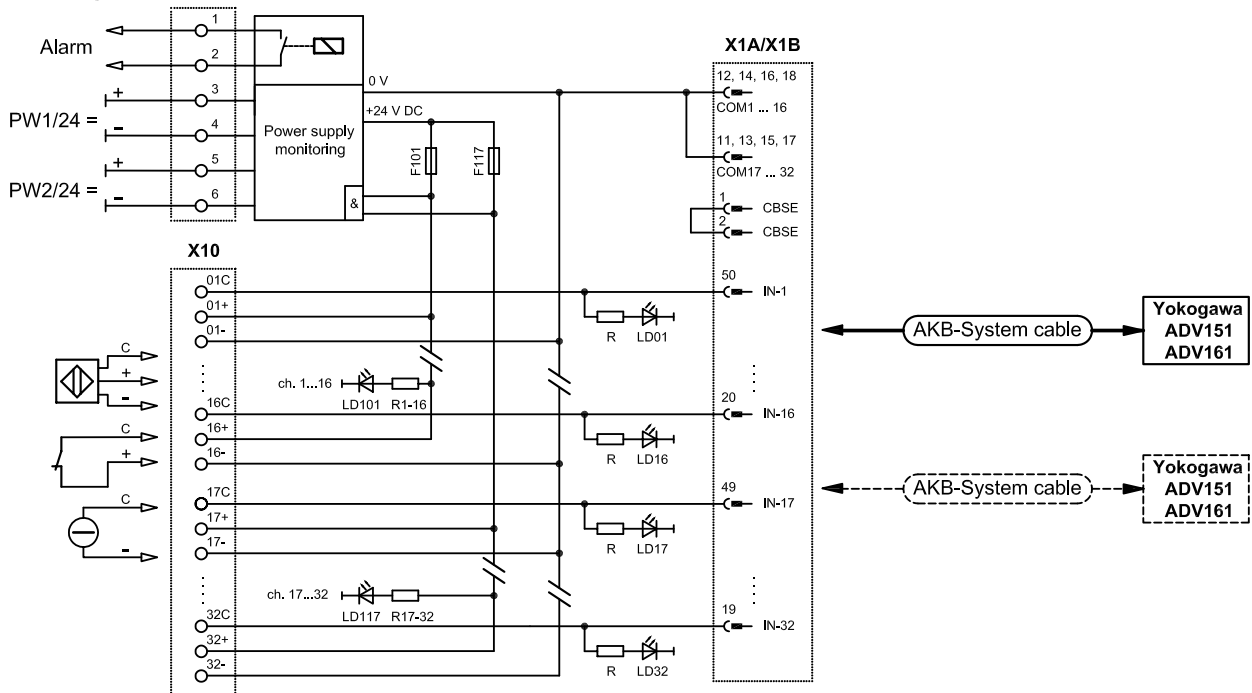 Alarm
1
2
PW1/24 =
+
3
-
4
PW2/24 =
+
5
-
6
0 V
+24 V DC
Power supply
monitoring
&
F101
F117
X1A/X1B
12, 14, 16, 18
COM1 ... 16
11, 13, 15, 17
COM17 ... 32
1
CBSE
2
CBSE
X10
01C
01+
01-
50
IN-1
R
LD01
C
+
-
ch. 1...16
LD101
R1-16
16C
16+
16-
20
IN-16
R
LD16
C
+
17C
17+
17-
49
IN-17
R
LD17
C
-
ch. 17...32
LD117
R17-32
32C
32+
32-
19
IN-32
R
LD32
AKB-System cable
Yokogawa
ADV151
ADV161
AKB-System cable
Yokogawa
ADV151
ADV161